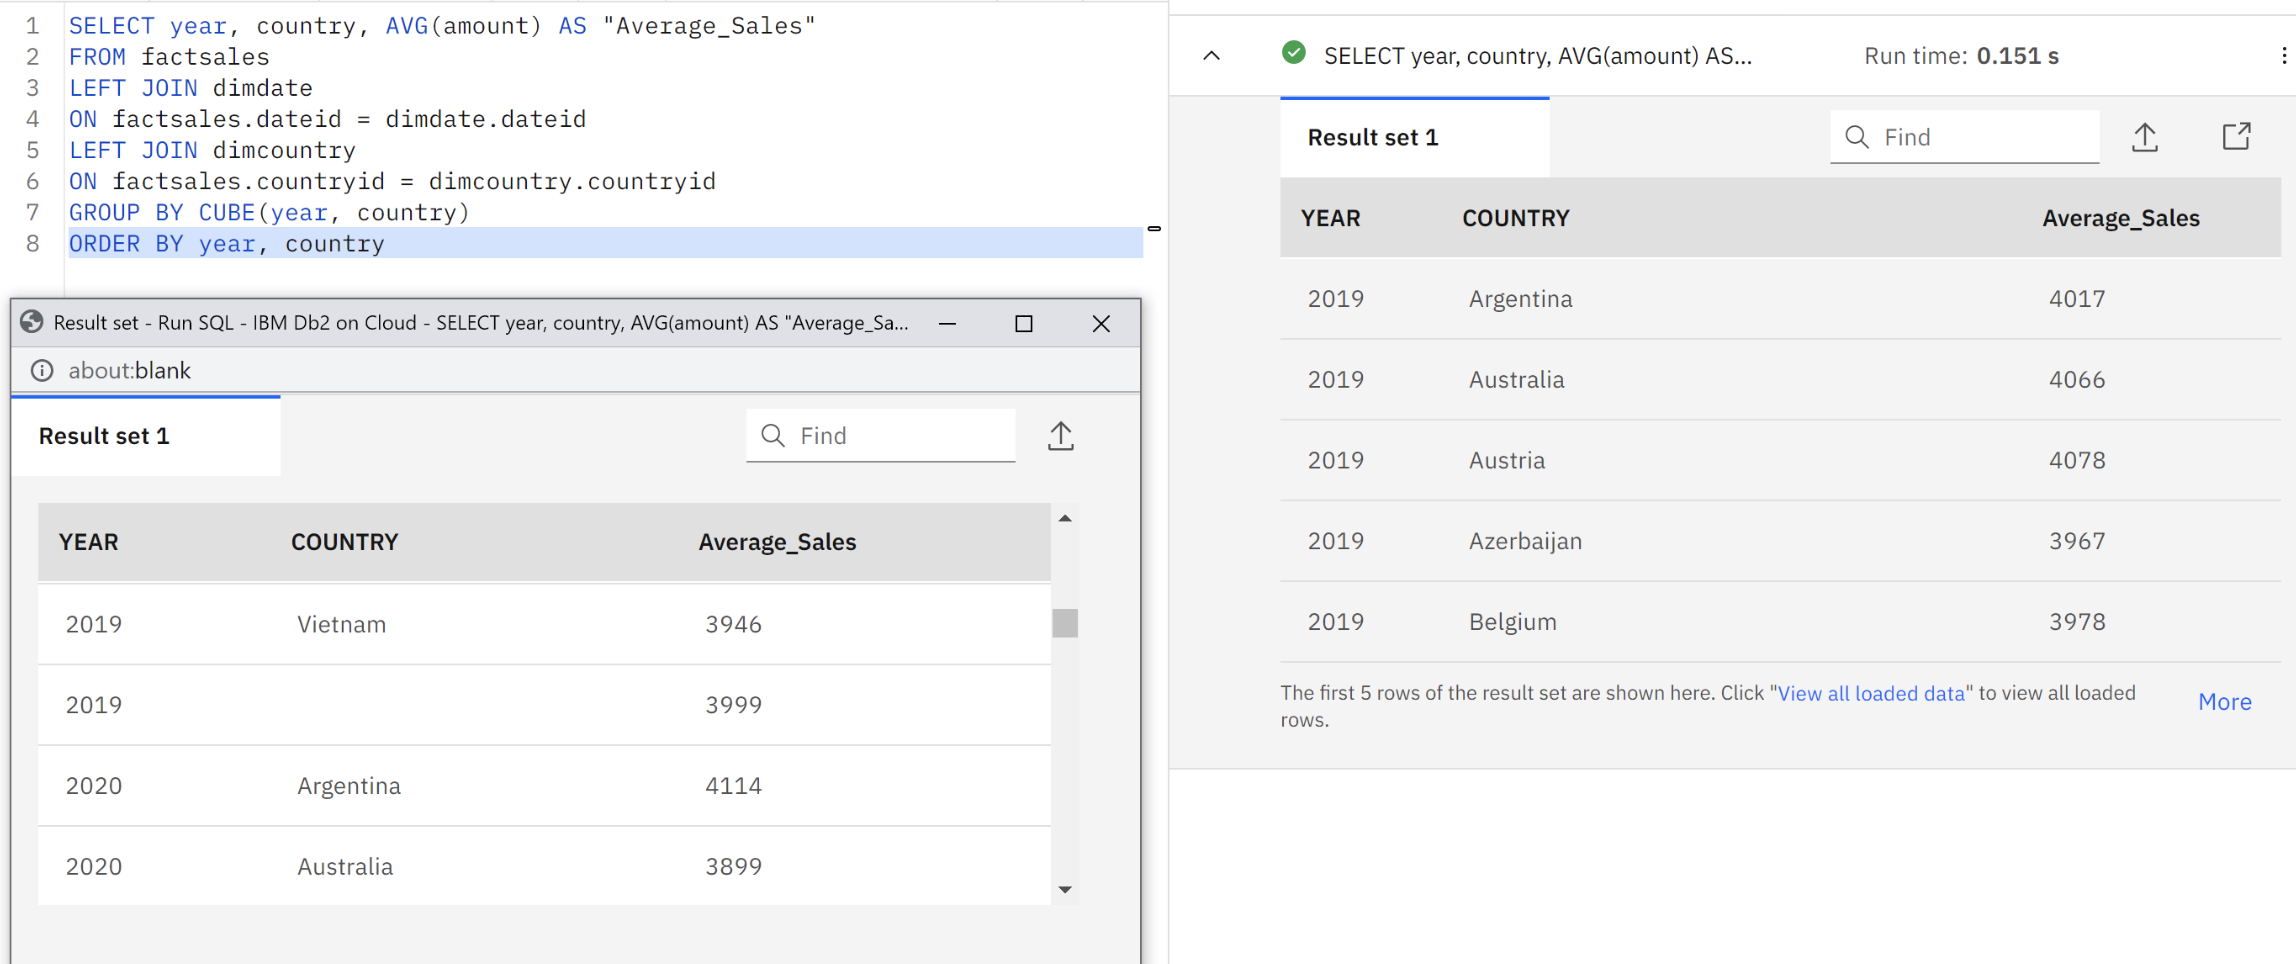 1 SELECT year, country, AVG(amount) AS "Average_Sales"
2 FROM factsales
3 LEFT JOIN dimdate
4 ON factsales.dateid = dimdate.dateid
5 LEFT JOIN dimcountry
6 ON factsales.countryid = dimcountry.countryid
7 GROUP BY CUBE(year, country)
8 ORDER BY year, country
Result set - Run SQL - IBM Db2 on Cloud - SELECT year, country, AVG(amount) AS "Average_Sa...
about:blank
Result set 1 Find
YEAR COUNTRY Average_Sales
2019 Vietnam 3946
2019 3999
2020 Argentina 4114
2020 Australia 3899
SELECT year, country, AVG(amount) AS... Run time: 0.151 s
Result set 1 Find
YEAR COUNTRY Average_Sales
2019 Argentina 4017
2019 Australia 4066
2019 Austria 4078
2019 Azerbaijan 3967
2019 Belgium 3978
The first 5 rows of the result set are shown here. Click "View all loaded data" to view all loaded
rows.
More